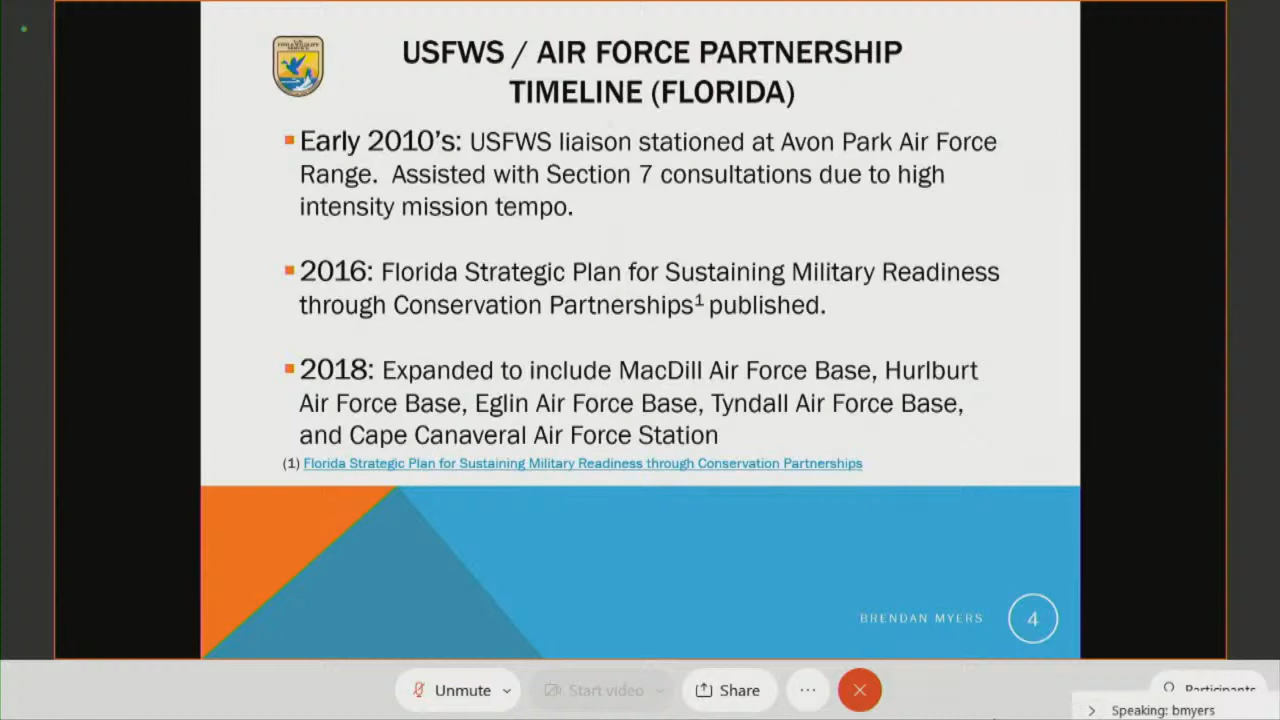 USFWS / AIR FORCE PARTNERSHIP
TIMELINE (FLORIDA)
Early 2010's: USFWS liaison stationed at Avon Park Air Force
Range. Assisted with Section 7 consultations due to high
intensity mission tempo.
2016: Florida Strategic Plan for Sustaining Military Readiness
through Conservation Partnerships¹ published.
2018: Expanded to include MacDill Air Force Base, Hurlburt
Air Force Base, Eglin Air Force Base, Tyndall Air Force Base,
and Cape Canaveral Air Force Station
(1) Florida Strategic Plan for Sustaining Military Readiness through Conservation Partnerships
BRENDAN MYERS
4
Unmute
Start video
Share
Participants
Speaking: bmyers